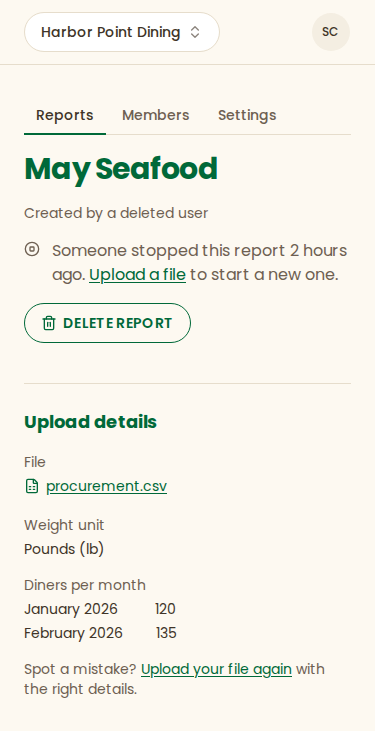 Harbor Point Dining
SC
Reports Members Settings
May Seafood
Created by a deleted user
Someone stopped this report 2 hours
ago. Upload a file to start a new one.
DELETE REPORT
Upload details
File
procurement.csv
Weight unit
Pounds (lb)
Diners per month
January 2026 120
February 2026 135
Spot a mistake? Upload your file again with
the right details.